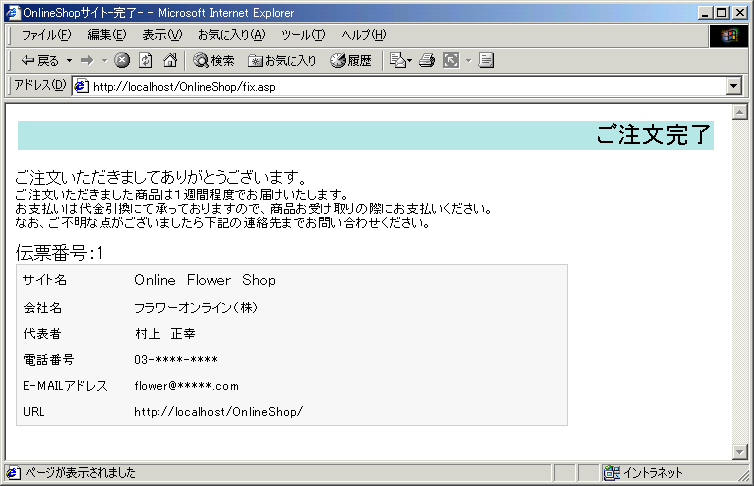 OnlineShopサイト-完了- - Microsoft Internet Explorer
ファイル(F) 編集(E) 表示(V) お気に入り(A) ツール(T) ヘルプ(H)
戻る 検索 お気に入り 履歴
アドレス(D) http://localhost/OnlineShop/fix.asp
ご注文完了
ご注文いただきましてありがとうございます。
ご注文いただきました商品は1週間程度でお届けいたします。
お支払いは代金引換にて承っておりますので、商品お受け取りの際にお支払いください。
なお、ご不明な点がございましたら下記の連絡先までお問い合わせください。
伝票番号:1
サイト名 Online Flower Shop
会社名 フラワーオンライン(株)
代表者 村上 正幸
電話番号 03-****-****
E-MAILアドレス flower@*****.com
URL http://localhost/OnlineShop/
ページが表示されました イントラネット